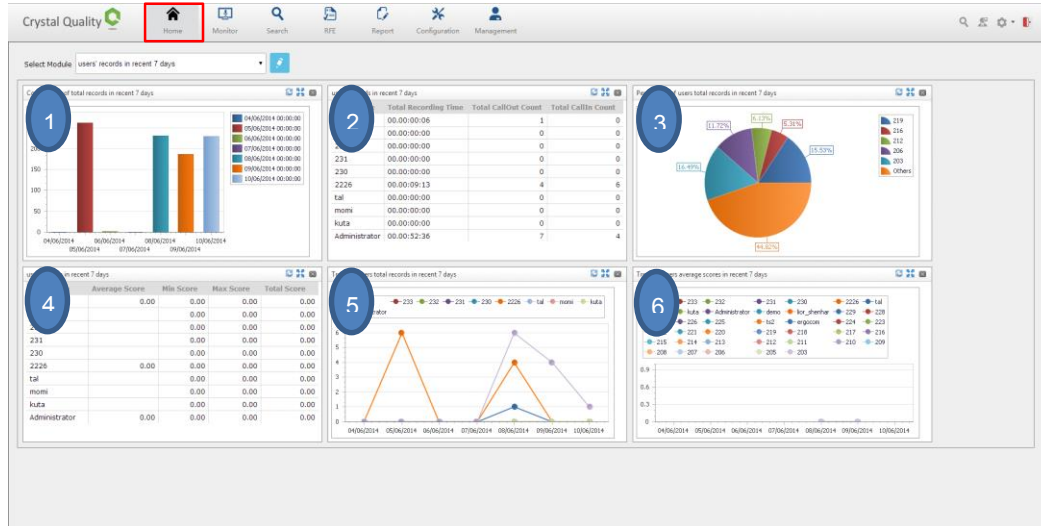 Crystal Quality
Home Monitor Search RFE Report Configuration Management
Select Module users' records in recent 7 days
of total records in recent 7 days
1
04/06/2014 00:00:00
05/06/2014 00:00:00
06/06/2014 00:00:00
07/06/2014 00:00:00
08/06/2014 00:00:00
09/06/2014 00:00:00
10/06/2014 00:00:00
150
100
50
0
04/06/2014 06/06/2014 08/06/2014 10/06/2014
05/06/2014 07/06/2014 09/06/2014
in recent 7 days
2
Total Recording Time Total CallOut Count Total CallIn Count
00.00:00:06 1 0
00.00:00:00 0 0
00.00:00:00 0 0
231 00.00:00:00 0 0
230 00.00:00:00 0 0
2226 00.00:09:13 4 6
tal 00.00:00:00 0 0
momi 00.00:00:00 0 0
kuta 00.00:00:00 0 0
Administrator 00.00:52:36 7 4
users total records in recent 7 days
3
219
216
212
206
203
Others
11.72% 6.13% 5.31%
15.53%
16.49%
44.82%
in recent 7 days
4
Average Score Min Score Max Score Total Score
0.00 0.00 0.00 0.00
0.00 0.00 0.00
0.00 0.00 0.00
231 0.00 0.00 0.00
230 0.00 0.00 0.00
2226 0.00 0.00 0.00 0.00
tal 0.00 0.00 0.00
momi 0.00 0.00 0.00
kuta 0.00 0.00 0.00
Administrator 0.00 0.00 0.00 0.00
total records in recent 7 days
5
233 232 231 230 2226 tal momi kuta
6
5
4
3
2
1
0
04/06/2014 05/06/2014 06/06/2014 07/06/2014 08/06/2014 09/06/2014 10/06/2014
average scores in recent 7 days
6
233 232 231 230 2226 tal
kuta Administrator demo lior_shenhar 229 228
226 225 ts2 ergocom 224 223
221 220 219 218 217 216
215 214 213 212 211 210 209
208 207 206 205 203
0.9
0.6
0.3
0
04/06/2014 05/06/2014 06/06/2014 07/06/2014 08/06/2014 09/06/2014 10/06/2014